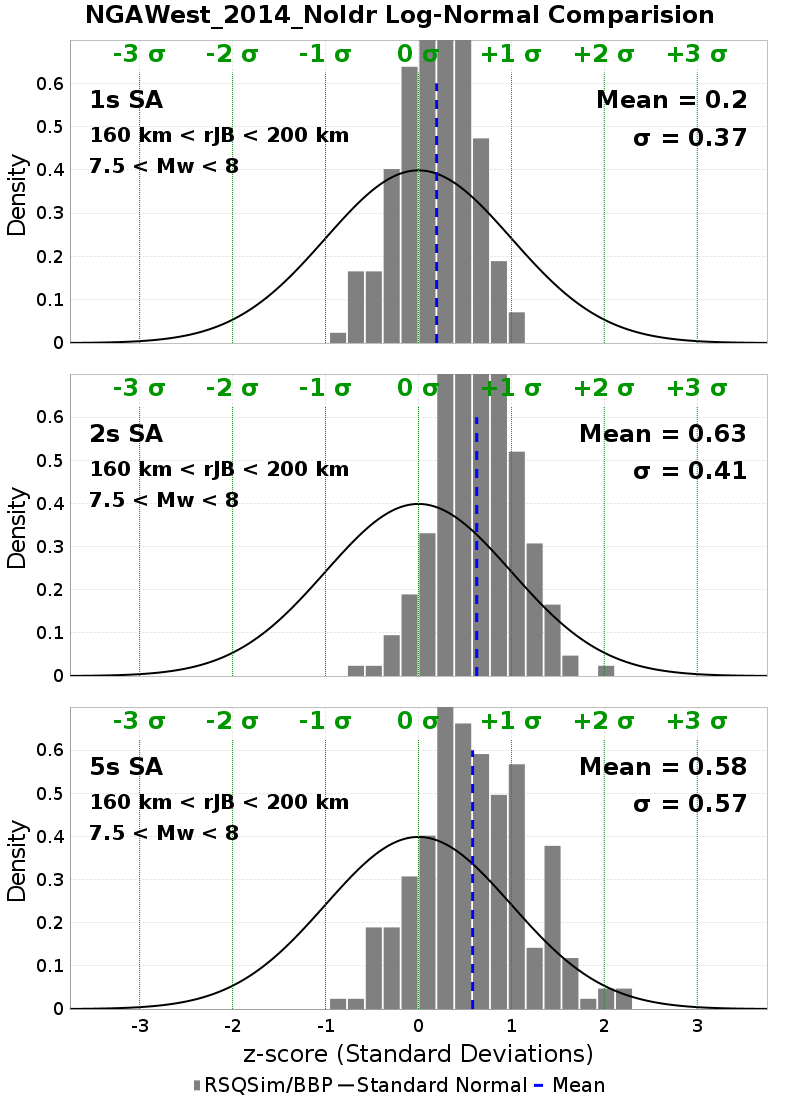 NGAWest_2014_NoIdr Log-Normal Comparision
-3 σ -2 σ -1 σ 0 σ +1 σ +2 σ +3 σ
1s SA Mean = 0.2
160 km < rJB < 200 km σ = 0.37
7.5 < Mw < 8
Density
0.6
0.5
0.4
0.3
0.2
0.1
0
-3 σ -2 σ -1 σ 0 σ +1 σ +2 σ +3 σ
2s SA Mean = 0.63
160 km < rJB < 200 km σ = 0.41
7.5 < Mw < 8
Density
0.6
0.5
0.4
0.3
0.2
0.1
0
-3 σ -2 σ -1 σ 0 σ +1 σ +2 σ +3 σ
5s SA Mean = 0.58
160 km < rJB < 200 km σ = 0.57
7.5 < Mw < 8
Density
0.6
0.5
0.4
0.3
0.2
0.1
0
-3 -2 -1 0 1 2 3
z-score (Standard Deviations)
RSQSim/BBP Standard Normal Mean